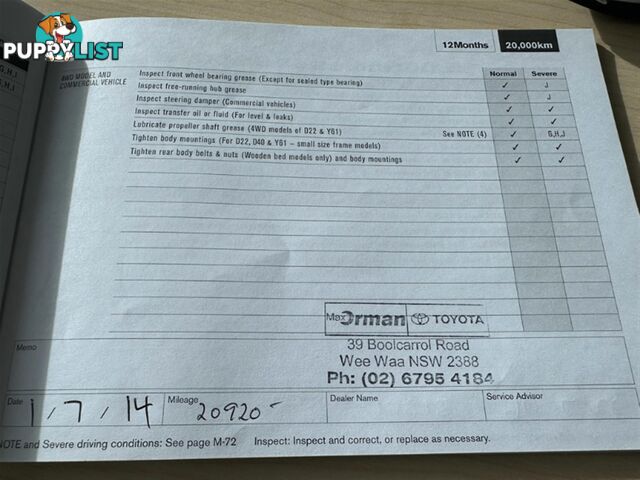 PUPPYLIST
12Months 20,000km
Normal Severe
4WD MODEL AND
COMMERCIAL VEHICLE
Inspect front wheel bearing grease (Except for sealed type bearing) ✓ J
Inspect free-running hub grease ✓ J
Inspect steering damper (Commercial vehicles) ✓ ✓
Inspect transfer oil or fluid (For level & leaks) ✓ ✓
Lubricate propeller shaft grease (4WD models of D22 & Y61) See NOTE (4) ✓ G,H,J
Tighten body mountings (For D22, D40 & Y61 – small size frame models) ✓ ✓
Tighten rear body bolts & nuts (Wooden bed models only) and body mountings ✓ ✓
Max Orman TOYOTA
39 Boolcarrol Road
Wee Waa NSW 2388
Ph: (02) 6795 4184
Memo
Date 1 / 7 / 14 Mileage 20920- Dealer Name Service Advisor
NOTE and Severe driving conditions: See page M-72 Inspect: Inspect and correct, or replace as necessary.